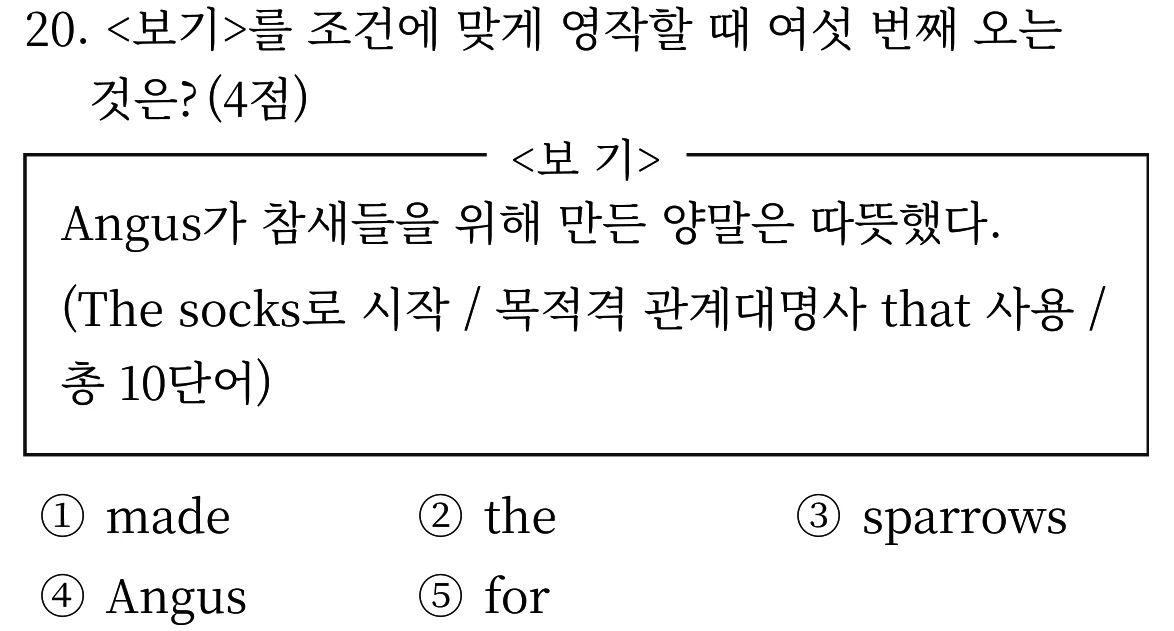 20. <보기>를 조건에 맞게 영작할 때 여섯 번째 오는
것은? (4점)
<보 기>
Angus가 참새들을 위해 만든 양말은 따뜻했다.
(The socks로 시작 / 목적격 관계대명사 that 사용 /
총 10단어)
① made ② the ③ sparrows
④ Angus ⑤ for